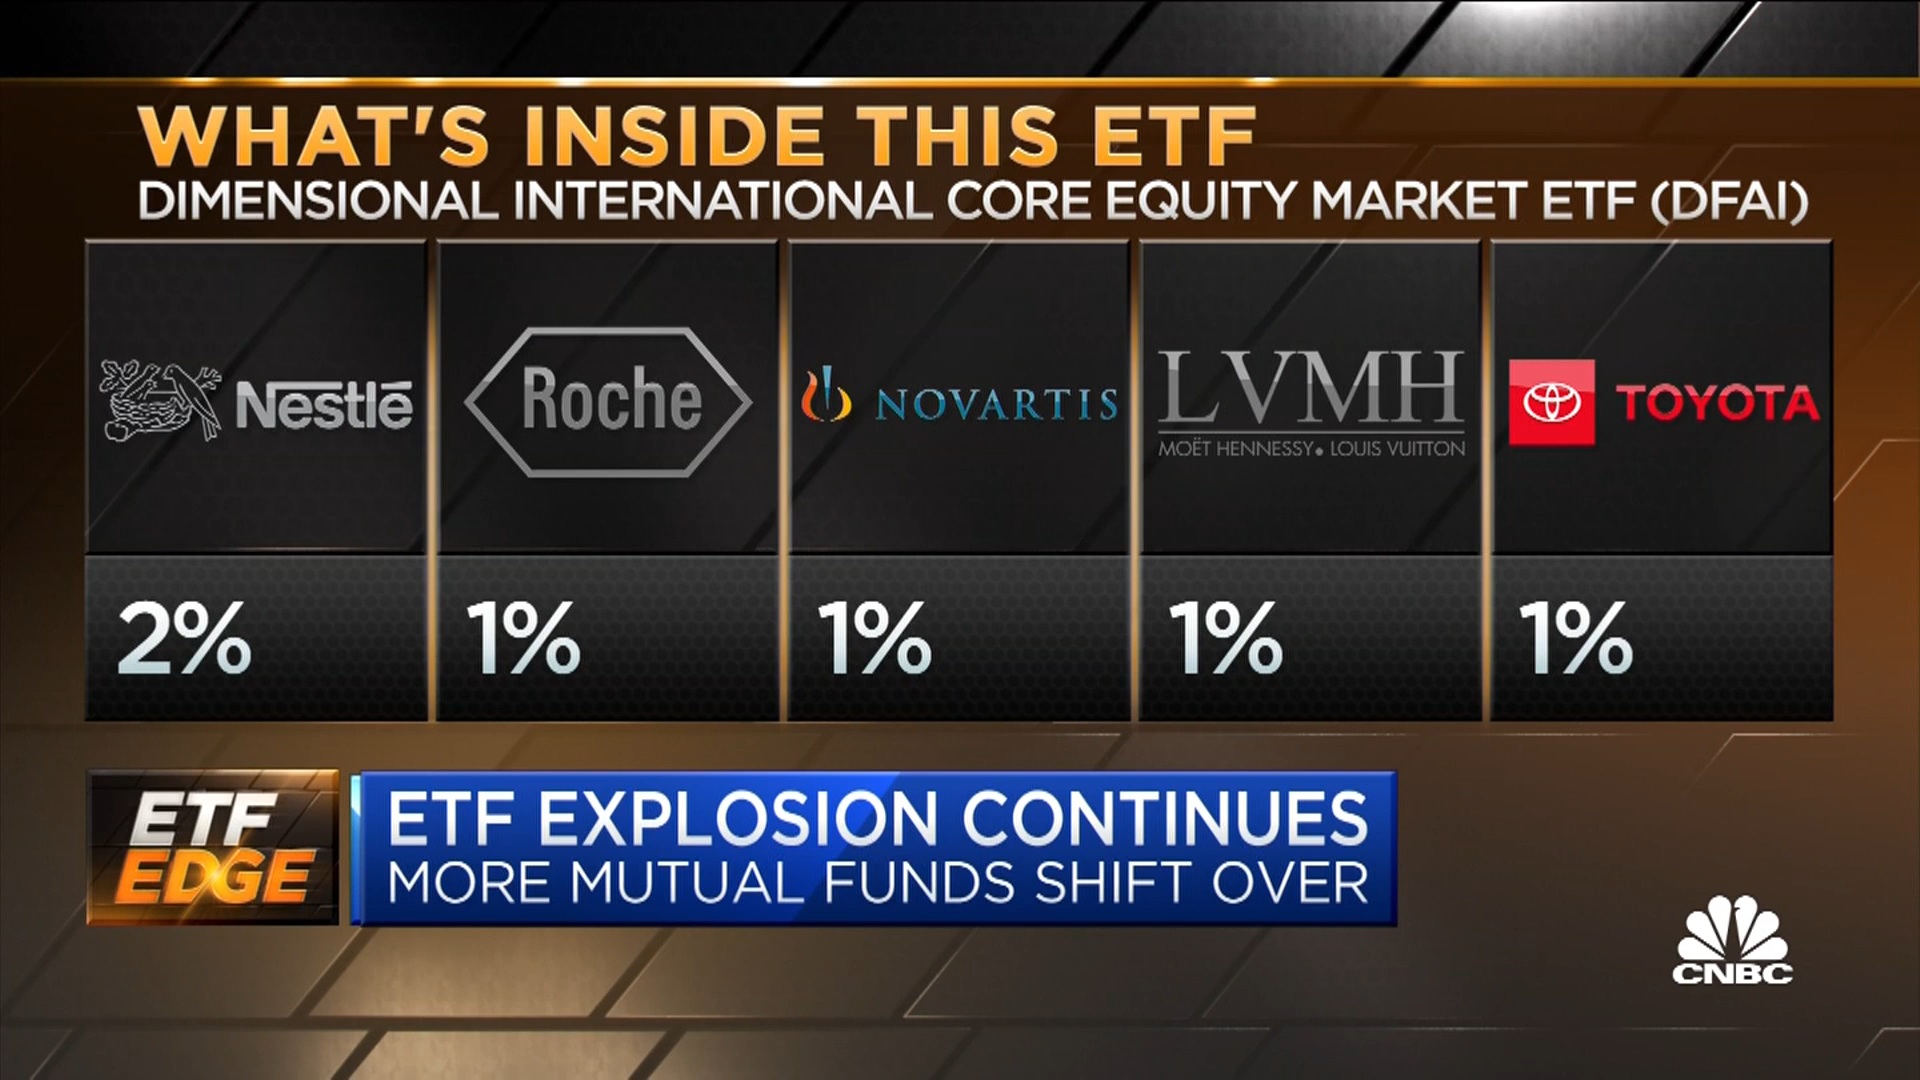 WHAT'S INSIDE THIS ETF
DIMENSIONAL INTERNATIONAL CORE EQUITY MARKET ETF (DFAI)
Nestlé
Roche
NOVARTIS
LVMH
MOËT HENNESSY • LOUIS VUITTON
TOYOTA
2%
1%
1%
1%
1%
ETF
EDGE
ETF EXPLOSION CONTINUES
MORE MUTUAL FUNDS SHIFT OVER
CNBC